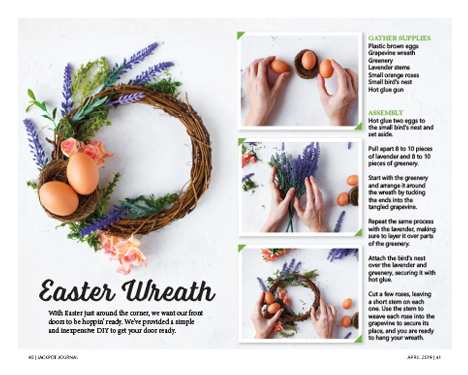 Easter Wreath
With Easter just around the corner, we want our front
doors to be hoppin' ready. We've provided a simple
and inexpensive DIY to get your door ready.
40 | JACKPOT JOURNAL
GATHER SUPPLIES
Plastic brown eggs
Grapevine wreath
Greenery
Lavender stems
Small orange roses
Small bird's nest
Hot glue gun
ASSEMBLY
Hot glue two eggs to
the small bird's nest and
set aside.
Pull apart 8 to 10 pieces
of lavender and 8 to 10
pieces of greenery.
Start with the greenery
and arrange it around
the wreath by tucking
the ends into the
tangled grapevine.
Repeat the same process
with the lavender, making
sure to layer it over parts
of the greenery.
Attach the bird's nest
over the lavender and
greenery, securing it with
hot glue.
Cut a few roses, leaving
a short stem on each
one. Use the stem to
weave each rose into the
grapevine to secure its
place, and you are ready
to hang your wreath.
APRIL 2019 | 41